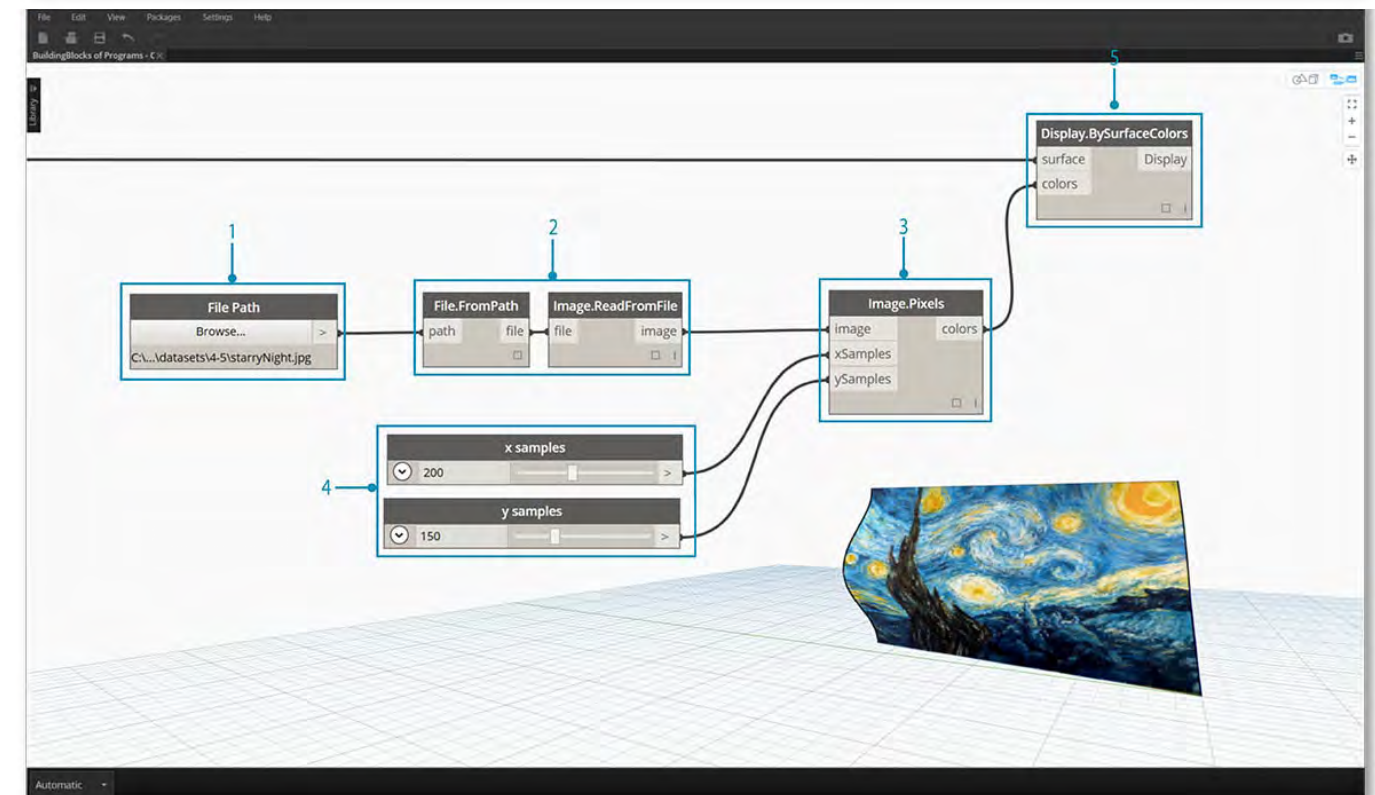 File Edit View Packages Settings Help
BuildingBlocks of Programs - C
Library
5
Display.BySurfaceColors
surface Display
colors
1
2
3
File Path
Browse... >
C:\...\datasets\4-5\starryNight.jpg
File.FromPath
path file
Image.ReadFromFile
file image
Image.Pixels
image colors
xSamples
ySamples
4
x samples
200 >
y samples
150 >
Automatic